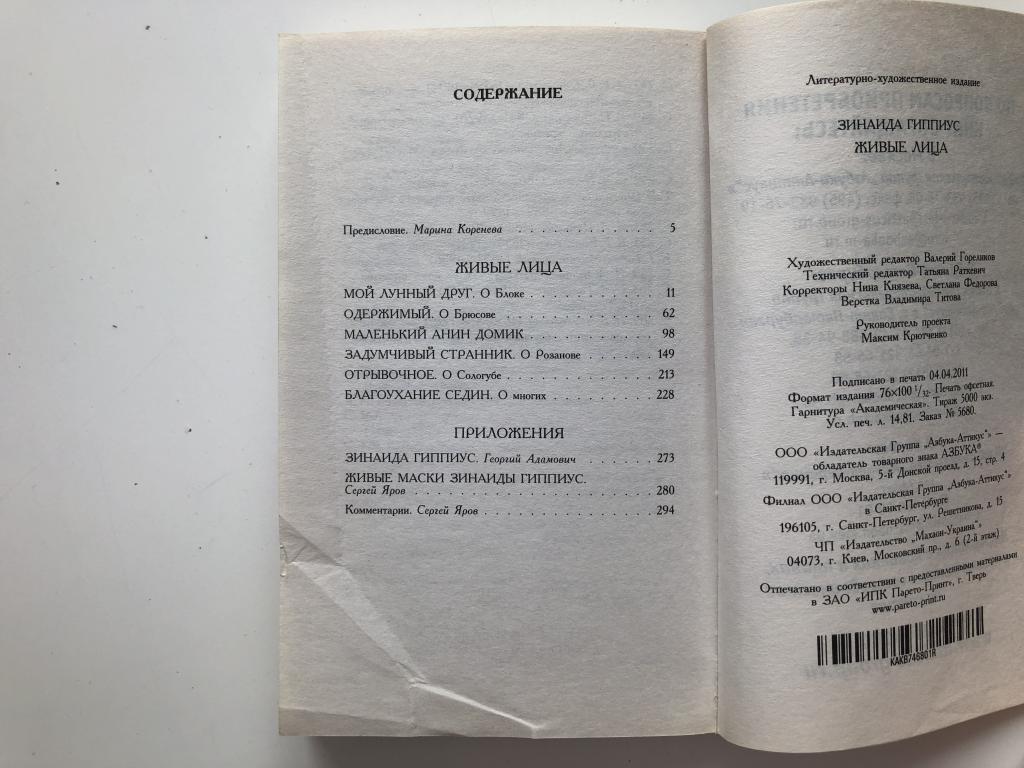 СОДЕРЖАНИЕ
Предисловие. Марина Коренева . . . . . . . . . . . . 5
ЖИВЫЕ ЛИЦА
МОЙ ЛУННЫЙ ДРУГ. О Блоке . . . . . . . . . . . 11
ОДЕРЖИМЫЙ. О Брюсове . . . . . . . . . . . . . 62
МАЛЕНЬКИЙ АНИН ДОМИК . . . . . . . . . . . 98
ЗАДУМЧИВЫЙ СТРАННИК. О Розанове . . . . . . 149
ОТРЫВОЧНОЕ. О Сологубе . . . . . . . . . . . . . 213
БЛАГОУХАНИЕ СЕДИН. О многих . . . . . . . . . 228
ПРИЛОЖЕНИЯ
ЗИНАИДА ГИППИУС. Георгий Адамович . . . . . . 273
ЖИВЫЕ МАСКИ ЗИНАИДЫ ГИППИУС.
Сергей Яров . . . . . . . . . . . . . . . . . . . . 280
Комментарии. Сергей Яров . . . . . . . . . . . . . . 294
Литературно-художественное издание
ЗИНАИДА ГИППИУС
ЖИВЫЕ ЛИЦА
Художественный редактор Валерий Гореликов
Технический редактор Татьяна Раткевич
Корректоры Нина Князева, Светлана Федорова
Верстка Владимира Титова
Руководитель проекта
Максим Крютченко
Подписано в печать 04.04.2011
Формат издания 76×100 1/32. Печать офсетная.
Гарнитура «Академическая». Тираж 5000 экз.
Усл. печ. л. 14,81. Заказ № 5680.
ООО «Издательская Группа „Азбука-Аттикус“» —
обладатель товарного знака АЗБУКА®
119991, г. Москва, 5-й Донской проезд, д. 15, стр. 4
Филиал ООО «Издательская Группа „Азбука-Аттикус“»
в Санкт-Петербурге
196105, г. Санкт-Петербург, ул. Решетникова, д. 15
ЧП «Издательство „Махаон-Украина“»
04073, г. Киев, Московский пр., д. 6 (2-й этаж)
Отпечатано в соответствии с предоставленными материалами
в ЗАО «ИПК Парето-Принт», г. Тверь
www.pareto-print.ru
KAKB746801R